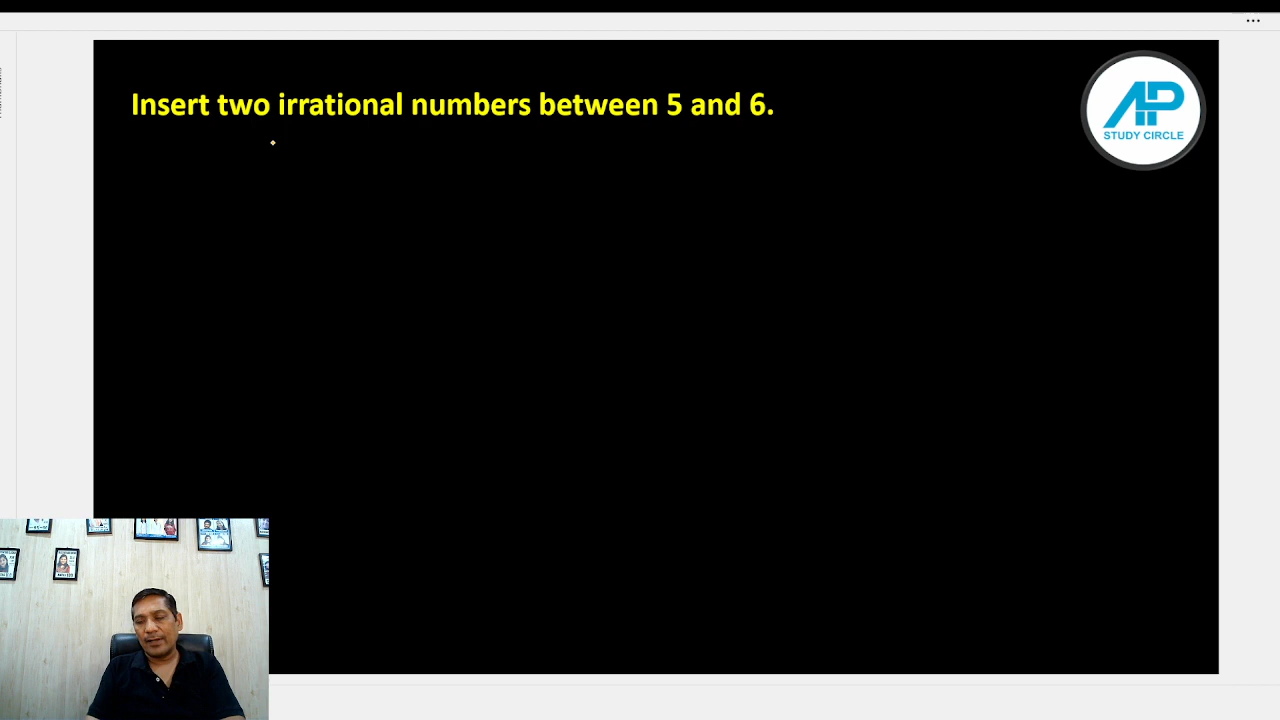 Insert two irrational numbers between 5 and 6.
AP
STUDY CIRCLE